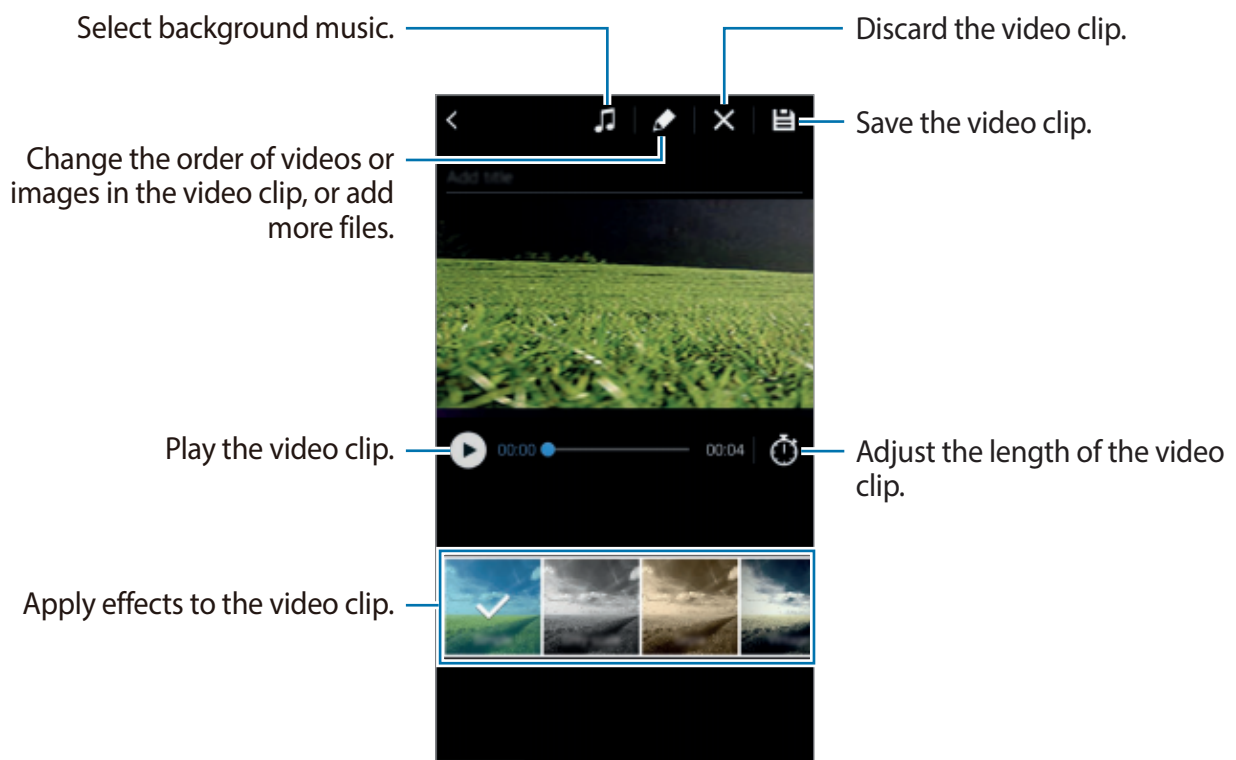 Select background music.
Discard the video clip.
Save the video clip.
Change the order of videos or
images in the video clip, or add
more files.
Add title
Play the video clip.
00:00
00:04
Adjust the length of the video
clip.
Apply effects to the video clip.